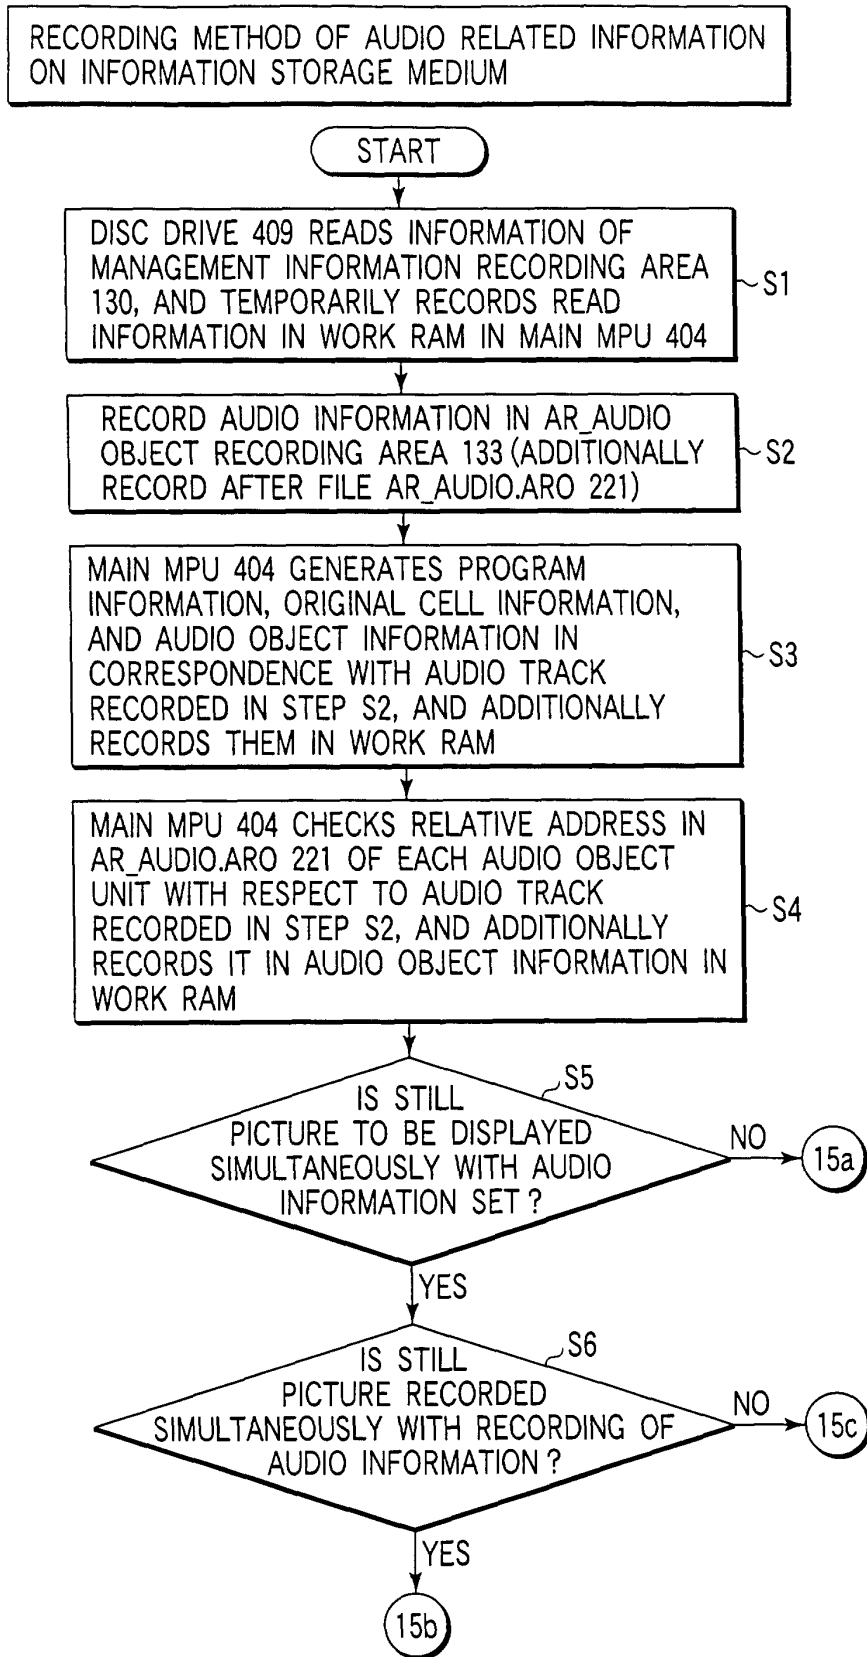 RECORDING METHOD OF AUDIO RELATED INFORMATION
ON INFORMATION STORAGE MEDIUM
START
DISC DRIVE 409 READS INFORMATION OF
MANAGEMENT INFORMATION RECORDING AREA
130, AND TEMPORARILY RECORDS READ
INFORMATION IN WORK RAM IN MAIN MPU 404
S1
RECORD AUDIO INFORMATION IN AR_AUDIO
OBJECT RECORDING AREA 133 (ADDITIONALLY
RECORD AFTER FILE AR_AUDIO.ARO 221)
S2
MAIN MPU 404 GENERATES PROGRAM
INFORMATION, ORIGINAL CELL INFORMATION,
AND AUDIO OBJECT INFORMATION IN
CORRESPONDENCE WITH AUDIO TRACK
RECORDED IN STEP S2, AND ADDITIONALLY
RECORDS THEM IN WORK RAM
S3
MAIN MPU 404 CHECKS RELATIVE ADDRESS IN
AR_AUDIO.ARO 221 OF EACH AUDIO OBJECT
UNIT WITH RESPECT TO AUDIO TRACK
RECORDED IN STEP S2, AND ADDITIONALLY
RECORDS IT IN AUDIO OBJECT INFORMATION IN
WORK RAM
S4
S5
IS STILL
PICTURE TO BE DISPLAYED
SIMULTANEOUSLY WITH AUDIO
INFORMATION SET ?
NO
15a
YES
S6
IS STILL
PICTURE RECORDED
SIMULTANEOUSLY WITH RECORDING OF
AUDIO INFORMATION ?
NO
15c
YES
15b